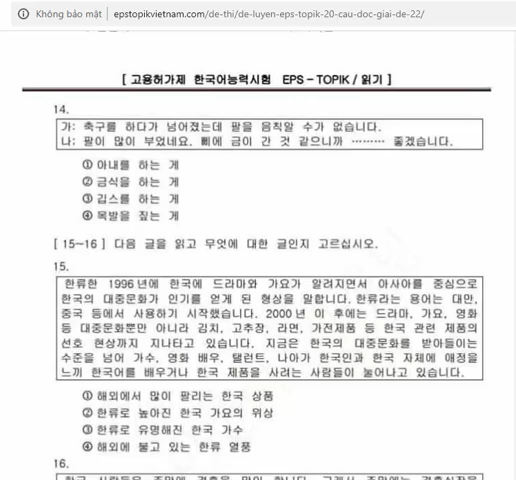 Không bảo mật | epstopikvietnam.com/de-thi/de-luyen-eps-topik-20-cau-doc-giai-de-22/
[ 고용허가제 한국어능력시험 EPS – TOPIK / 읽기 ]
14.
가: 축구를 하다가 넘어졌는데 팔을 움직일 수가 없습니다.
나: 팔이 많이 부었네요. 뼈에 금이 간 것 같으니까 ········· 좋겠습니다.
① 아내를 하는 게
② 금식을 하는 게
③ 깁스를 하는 게
④ 목발을 짚는 게
[ 15~16 ] 다음 글을 읽고 무엇에 대한 글인지 고르십시오.
15.
한류한 1996년에 한국에 드라마와 가요가 알려지면서 아사아를 중심으로
한국의 대중문화가 인기를 얻게 된 형상을 말합니다. 한류라는 용어는 대만,
중국 등에서 사용하기 시작했습니다. 2000년 이 후에는 드라마, 가요, 영화
등 대중문화뿐만 아니라 김치, 고추장, 라면, 가전제품 등 한국 관련 제품의
선호 현상까지 지나타고 있습니다. 지금은 한국의 대중문화를 받아들이는
수준을 넘어 가수, 영화 배우, 탤런트, 나아가 한국인과 한국 자체에 애정을
느끼 한국어를 배우거나 한국 제품을 사려는 사람들이 눌어나고 있습니다.
① 해외에서 많이 팔리는 한국 상품
② 한류로 높아진 한국 가요의 위상
③ 한류로 유명해진 한국 가수
④ 해외에 불고 있는 한류 열풍
16.